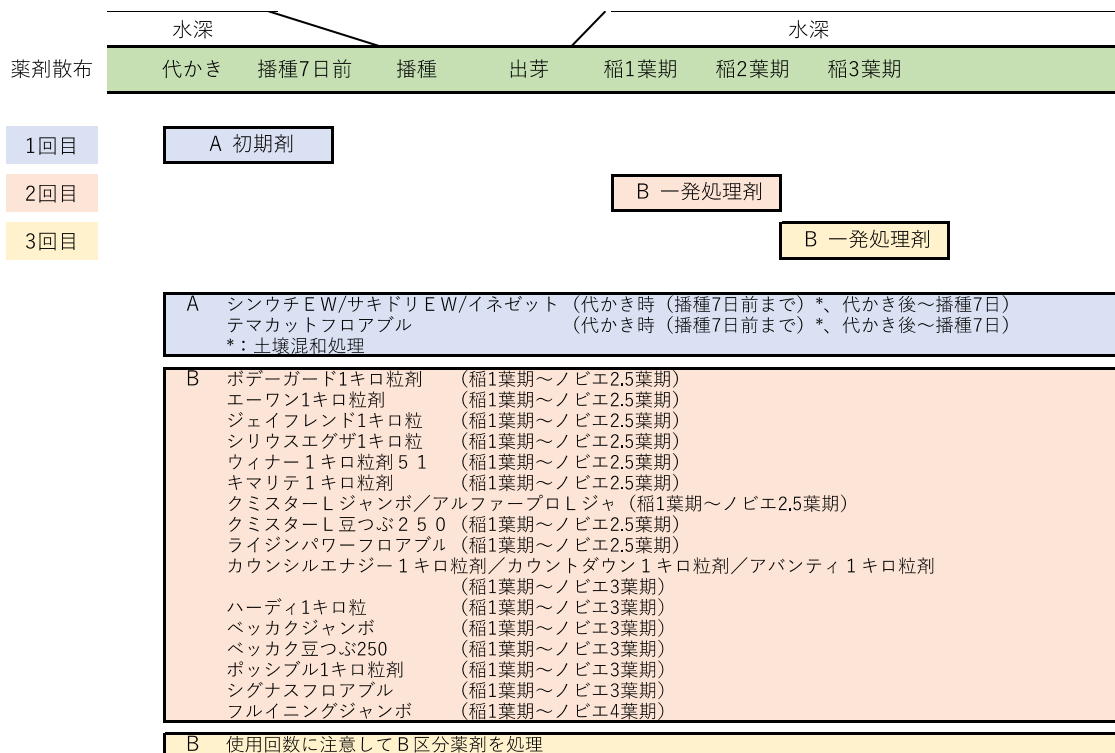 水深 水深
薬剤散布 代かき 播種7日前 播種 出芽 稲1葉期 稲2葉期 稲3葉期
1回目 A 初期剤
2回目 B 一発処理剤
3回目 B 一発処理剤
A シンウチEW/サキドリEW/イネゼット（代かき時（播種7日前まで）*、代かき後～播種7日）
テマカットフロアブル （代かき時（播種7日前まで）*、代かき後～播種7日）
*：土壌混和処理
B ボデーガード1キロ粒剤 （稲1葉期～ノビエ2.5葉期）
エーワン1キロ粒剤 （稲1葉期～ノビエ2.5葉期）
ジェイフレンド1キロ粒 （稲1葉期～ノビエ2.5葉期）
シリウスエグザ1キロ粒 （稲1葉期～ノビエ2.5葉期）
ウィナー１キロ粒剤５１ （稲1葉期～ノビエ2.5葉期）
キマリテ１キロ粒剤 （稲1葉期～ノビエ2.5葉期）
クミスターLジャンボ／アルファープロLジャ（稲1葉期～ノビエ2.5葉期）
クミスターL豆つぶ２５０（稲1葉期～ノビエ2.5葉期）
ライジンパワーフロアブル（稲1葉期～ノビエ2.5葉期）
カウンシルエナジー１キロ粒剤／カウントダウン１キロ粒剤／アバンティ１キロ粒剤
（稲1葉期～ノビエ3葉期）
ハーディ1キロ粒 （稲1葉期～ノビエ3葉期）
ベッカクジャンボ （稲1葉期～ノビエ3葉期）
ベッカク豆つぶ250 （稲1葉期～ノビエ3葉期）
ポッシブル1キロ粒剤 （稲1葉期～ノビエ3葉期）
シグナスフロアブル （稲1葉期～ノビエ3葉期）
フルイニングジャンボ （稲1葉期～ノビエ4葉期）
B 使用回数に注意してB区分薬剤を処理